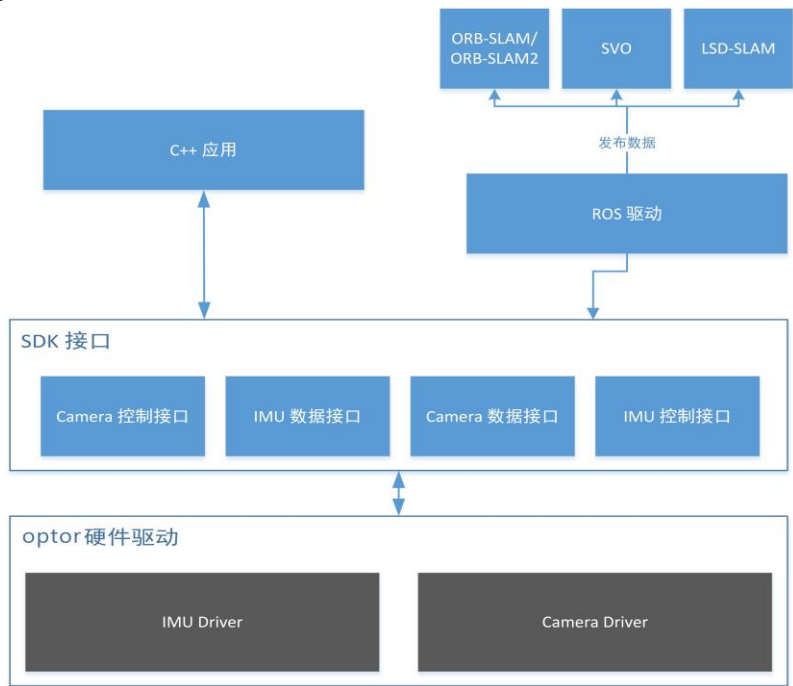 ORB-SLAM/
ORB-SLAM2
SVO
LSD-SLAM
C++ 应用
发布数据
ROS 驱动
SDK 接口
Camera 控制接口
IMU 数据接口
Camera 数据接口
IMU 控制接口
optor硬件驱动
IMU Driver
Camera Driver